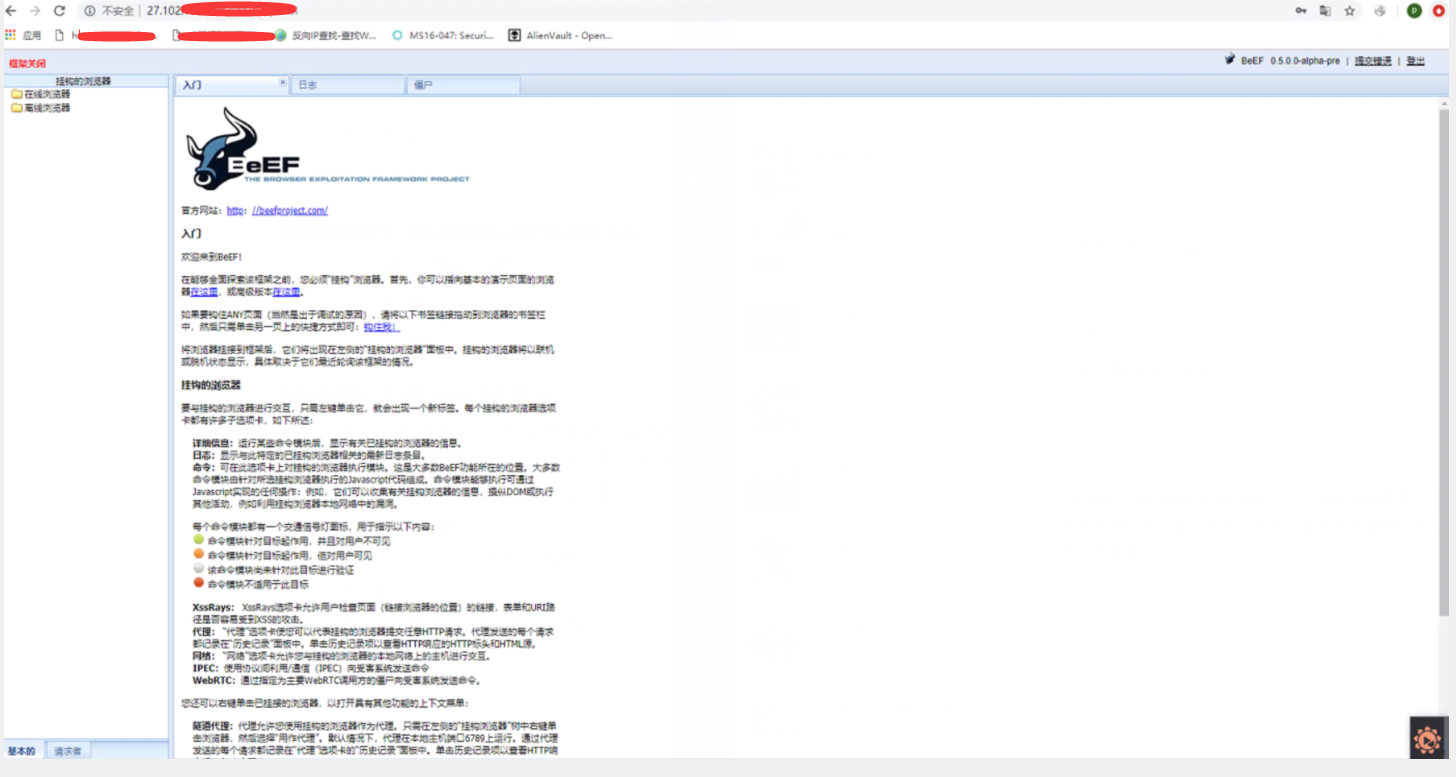 不安全 27.102.
应用 反向IP查找-查找W... MS16-047: Securi... AlienVault - Open...
框架关闭 BeEF 0.5.0.0-alpha-pre | 提交错误 | 登出
挂钩的浏览器
在线浏览器
离线浏览器
入门 日志 僵尸
BeEF
THE BROWSER EXPLOITATION FRAMEWORK PROJECT
官方网站：http：//beefproject.com/
入门
欢迎来到BeEF!
在能够全面探索该框架之前，您必须“挂钩”浏览器。首先，你可以指向基本的演示页面的浏览
器在这里，或高级版本在这里。
如果要钩住ANY页面（当然是出于调试的原因），请将以下书签链接拖动到浏览器的书签栏
中，然后只需单击另一页上的快捷方式即可：钩住我！
将浏览器挂接到框架后，它们将出现在左侧的“挂钩的浏览器”面板中。挂钩的浏览器将以联机
或脱机状态显示，具体取决于它们最近轮询该框架的情况。
挂钩的浏览器
要与挂钩的浏览器进行交互，只需左键单击它，就会出现一个新标签。每个挂钩的浏览器选项
卡都有许多子选项卡，如下所述：
详细信息：运行某些命令模块后，显示有关已挂钩的浏览器的信息。
日志：显示与此特定的已挂钩浏览器相关的最新日志条目。
命令：可在此选项卡上对挂钩的浏览器执行模块。这是大多数BeEF功能所在的位置。大多数
命令模块由针对所选挂钩浏览器执行的Javascript代码组成。命令模块能够执行可通过
Javascript实现的任何操作：例如，它们可以收集有关挂钩浏览器的信息，操纵DOM或执行
其他活动，例如利用挂钩浏览器本地网络中的漏洞。
每个命令模块都有一个交通信号灯图标，用于指示以下内容：
命令模块针对目标起作用，并且对用户不可见
命令模块针对目标起作用，但对用户可见
该命令模块尚未针对此目标进行验证
命令模块不适用于此目标
XssRays： XssRays选项卡允许用户检查页面（链接浏览器的位置）的链接，表单和URI路
径是否容易受到XSS的攻击。
代理：“代理”选项卡使您可以代表挂钩的浏览器提交任意HTTP请求。代理发送的每个请求
都记录在“历史记录”面板中。单击历史记录项以查看HTTP响应的HTTP标头和HTML源。
网络：“网络”选项卡允许您与挂钩的浏览器的本地网络上的主机进行交互。
IPEC：使用协议间利用/通信（IPEC）向受害系统发送命令
WebRTC：通过指定为主要WebRTC调用方的僵尸向受害系统发送命令。
您还可以右键单击已挂接的浏览器，以打开具有其他功能的上下文菜单：
隧道代理：代理允许您使用挂钩的浏览器作为代理。只需在左侧的“挂钩浏览器”树中右键单
击浏览器，然后选择“用作代理”。默认情况下，代理在本地主机端口6789上运行。通过代理
发送的每个请求都记录在“代理”选项卡的“历史记录”面板中。单击历史记录项以查看HTTP响
基本的 请求者